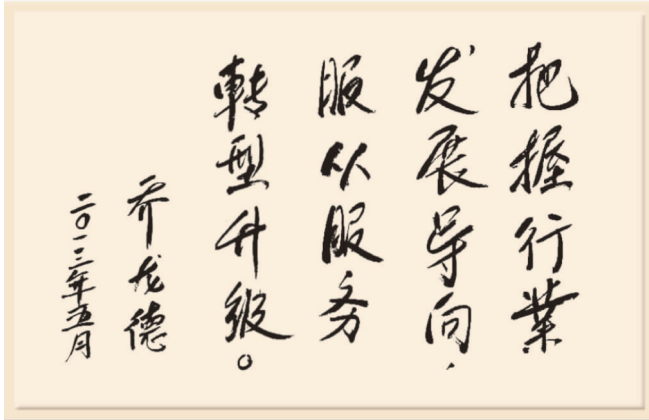 把握行業
发展导向，
服从服务
轉型升级。
乔龙德
二〇一三年五月